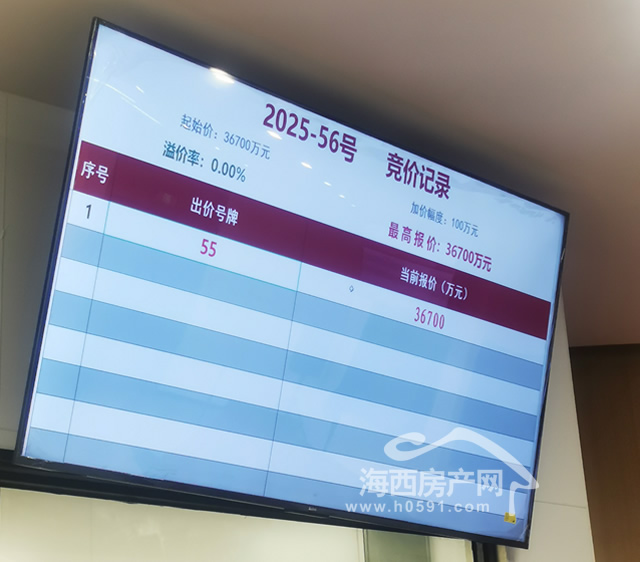 2025-56号 竞价记录
起始价：36700万元 加价幅度：100万元
溢价率：0.00% 最高报价：36700万元
序号 出价号牌 当前报价（万元）
1 55 36700
海西房产网
www.h0591.com